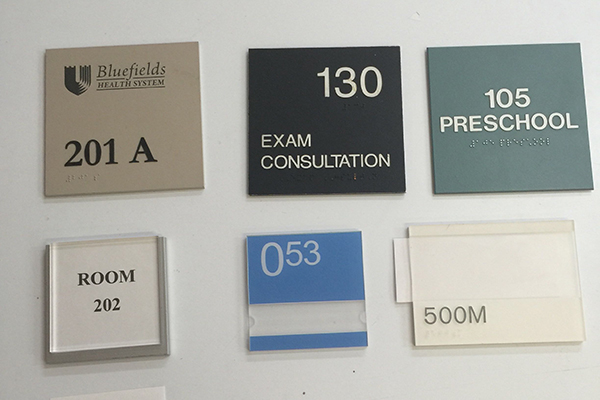 Bluefields
HEALTH SYSTEM
201 A
130
EXAM
CONSULTATION
105
PRESCHOOL
ROOM
202
053
500M